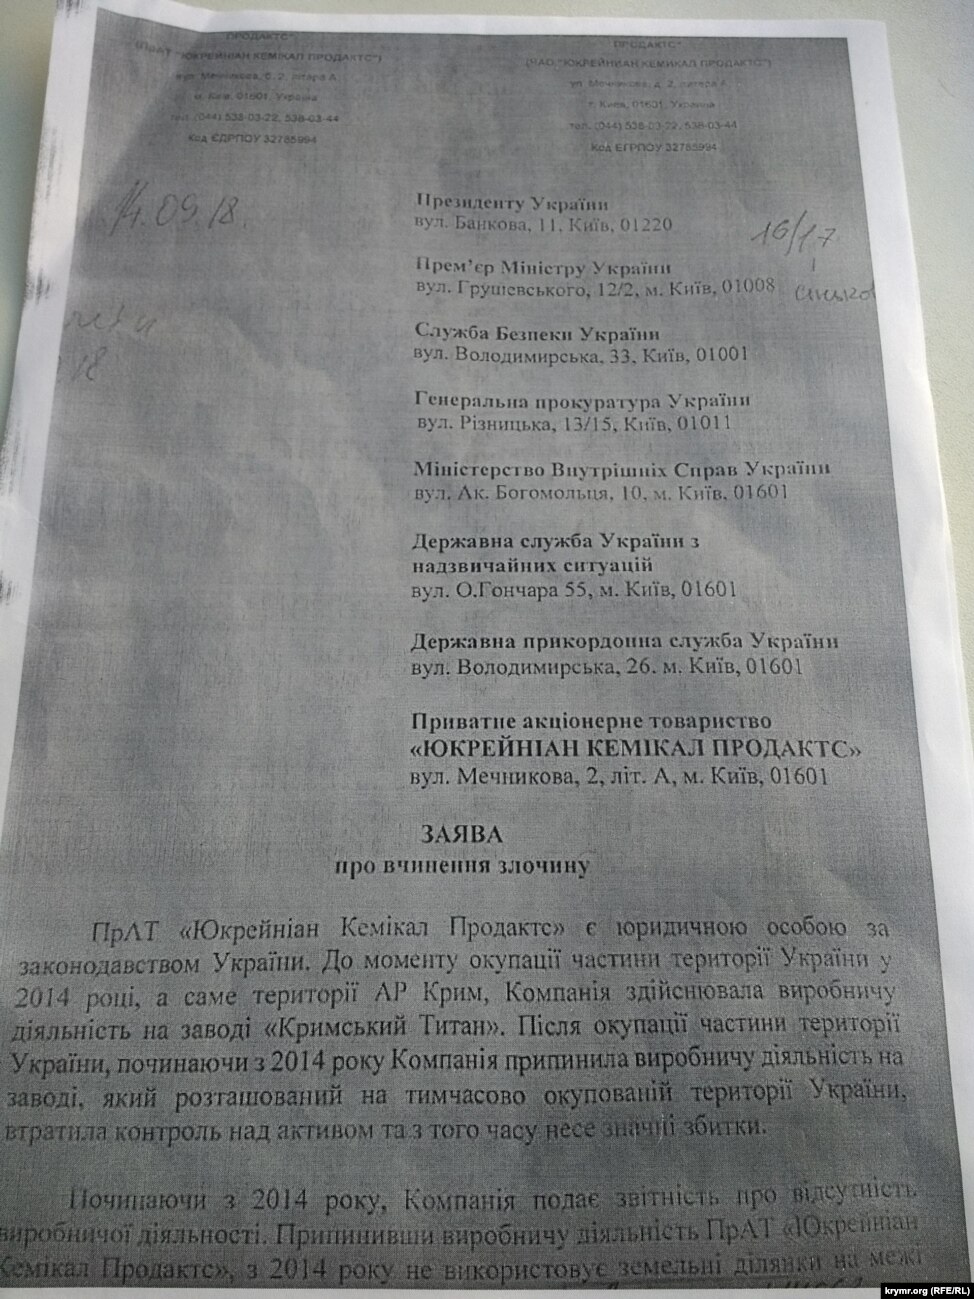 ПРОДАКТС"
(ПрАТ "ЮКРЕЙНІАН КЕМІКАЛ ПРОДАКТС")
вул. Мечникова, б. 2, літера А
м. Київ, 01601, Україна
тел. (044) 538-03-22, 538-03-44
Код ЄДРПОУ 32785994
ПРОДАКТС"
(ЧАО "ЮКРЕЙНИАН КЕМИКАЛ ПРОДАКТС")
ул. Мечникова, д. 2, литера А
г. Киев, 01601, Украина
тел. (044) 538-03-22, 538-03-44
Код ЕГРПОУ 32785994
14.09.18
16/17
18
Президенту України
вул. Банкова, 11, Київ, 01220
Прем’єр Міністру України
вул. Грушевського, 12/2, м. Київ, 01008
Служба Безпеки України
вул. Володимирська, 33, Київ, 01001
Генеральна прокуратура України
вул. Різницька, 13/15, Київ, 01011
Міністерство Внутрішніх Справ України
вул. Ак. Богомольця, 10, м. Київ, 01601
Державна служба України з
надзвичайних ситуацій
вул. О.Гончара 55, м. Київ, 01601
Державна прикордонна служба України
вул. Володимирська, 26. м. Київ, 01601
Приватне акціонерне товариство
«ЮКРЕЙНІАН КЕМІКАЛ ПРОДАКТС»
вул. Мечникова, 2, літ. А, м. Київ, 01601
ЗАЯВА
про вчинення злочину
ПрАТ «Юкрейніан Кемікал Продактс» є юридичною особою за
законодавством України. До моменту окупації частини території України у
2014 році, а саме території АР Крим, Компанія здійснювала виробничу
діяльність на заводі «Кримський Титан». Після окупації частини території
України, починаючи з 2014 року Компанія припинила виробничу діяльність на
заводі, який розташований на тимчасово окупованій території України,
втратила контроль над активом та з того часу несе значні збитки.
Починаючи з 2014 року, Компанія подає звітність про відсутність
виробничої діяльності. Припинивши виробничу діяльність ПрАТ «Юкрейніан
Кемікал Продактс», з 2014 року не використовує земельні ділянки на межі
krymr.org (RFE/RL)